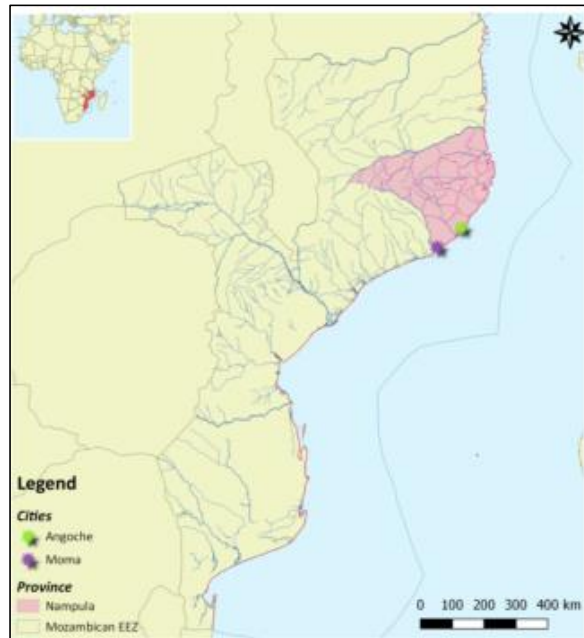 Legend
Cities
Angoche
Moma
Province
Nampula
Mozambican EEZ
0 100 200 300 400 km